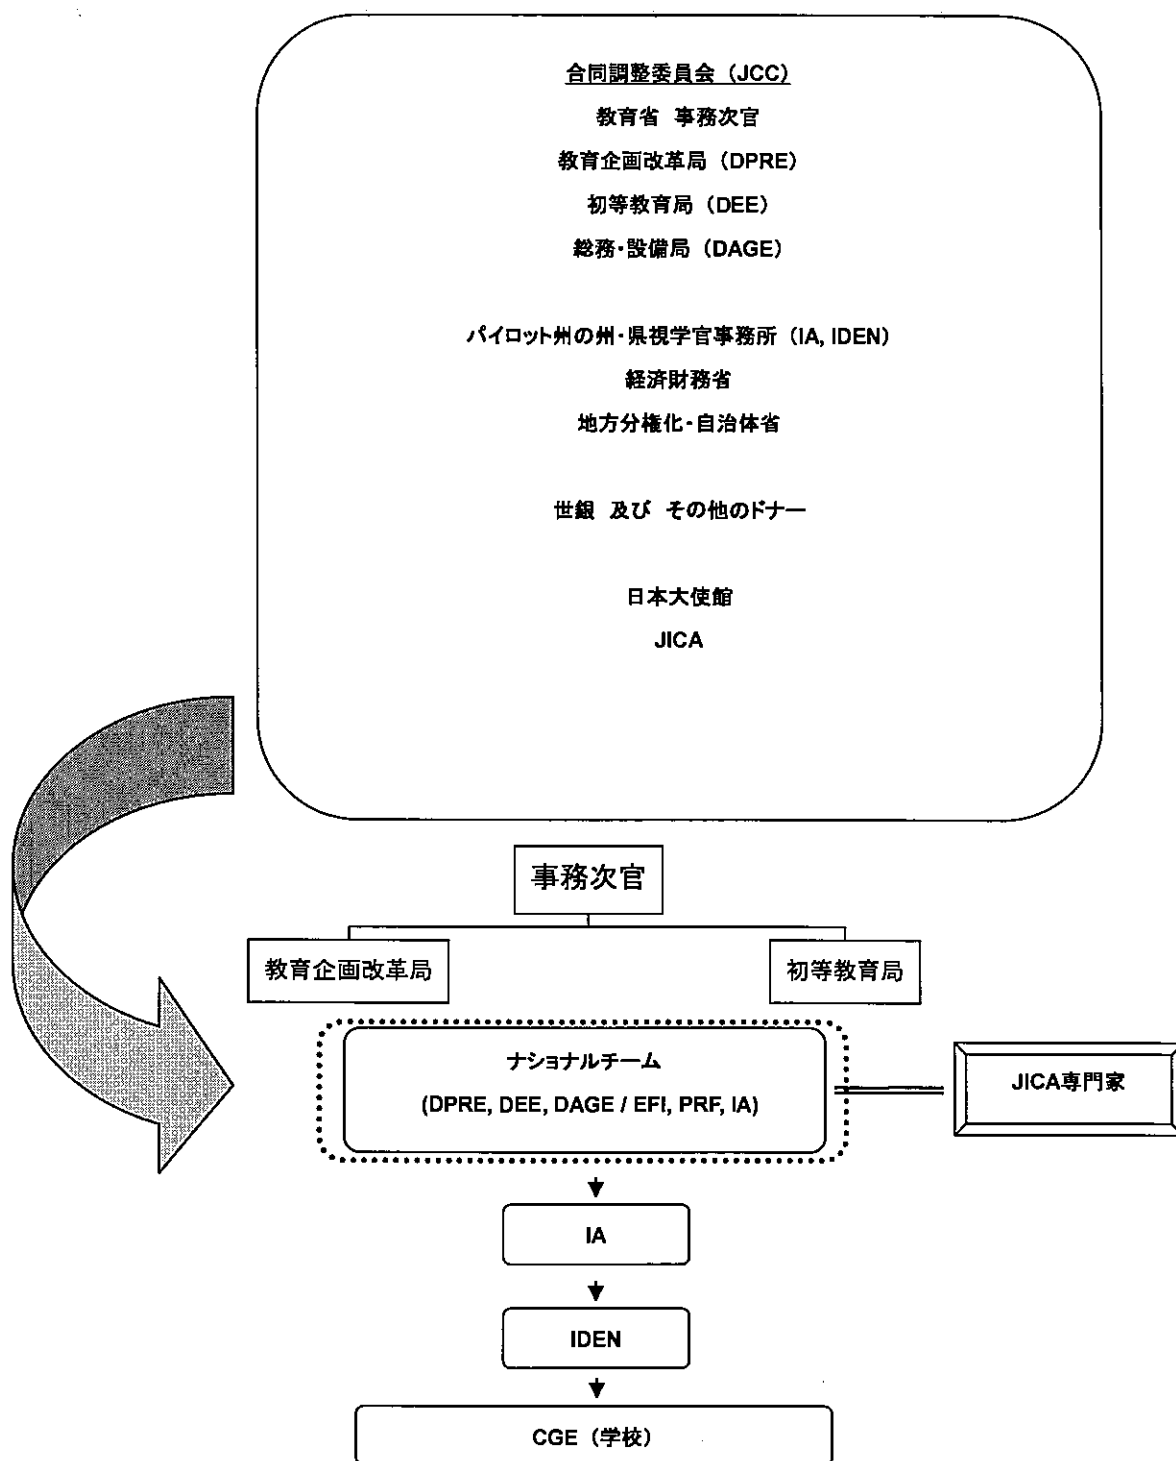 合同調整委員会（JCC）
教育省 事務次官
教育企画改革局（DPRE）
初等教育局（DEE）
総務・設備局（DAGE）
パイロット州の州・県視学官事務所（IA, IDEN）
経済財務省
地方分権化・自治体省
世銀 及び その他のドナー
日本大使館
JICA
事務次官
教育企画改革局
初等教育局
ナショナルチーム
(DPRE, DEE, DAGE / EFI, PRF, IA)
JICA専門家
IA
IDEN
CGE（学校）